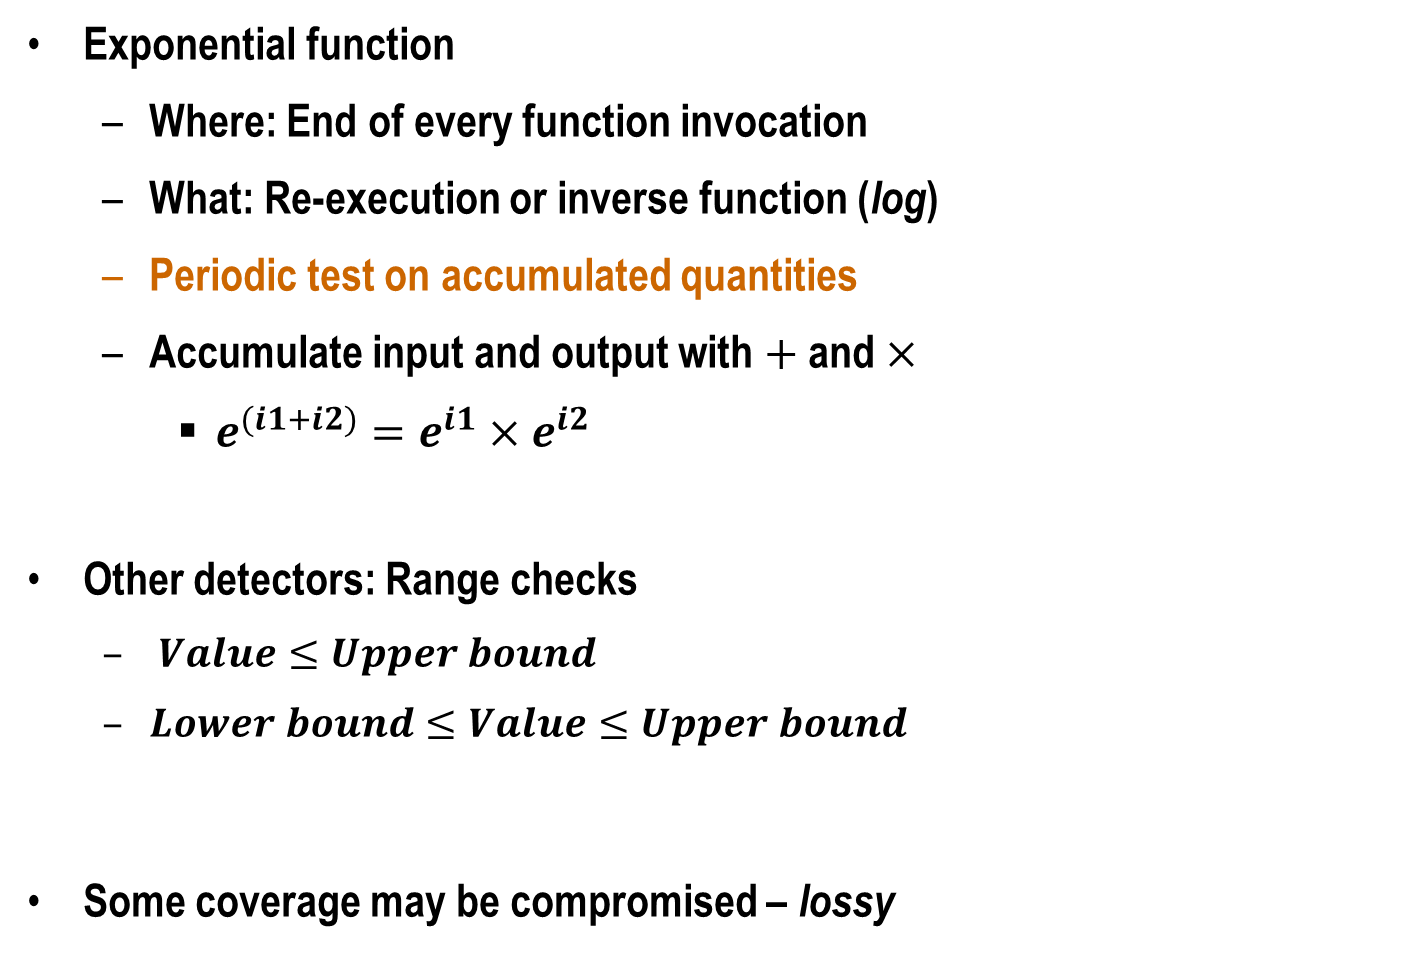 • Exponential function
– Where: End of every function invocation
– What: Re-execution or inverse function (log)
– Periodic test on accumulated quantities
– Accumulate input and output with + and ×
▪ e^(i1+i2) = e^i1 × e^i2
• Other detectors: Range checks
– Value ≤ Upper bound
– Lower bound ≤ Value ≤ Upper bound
• Some coverage may be compromised – lossy